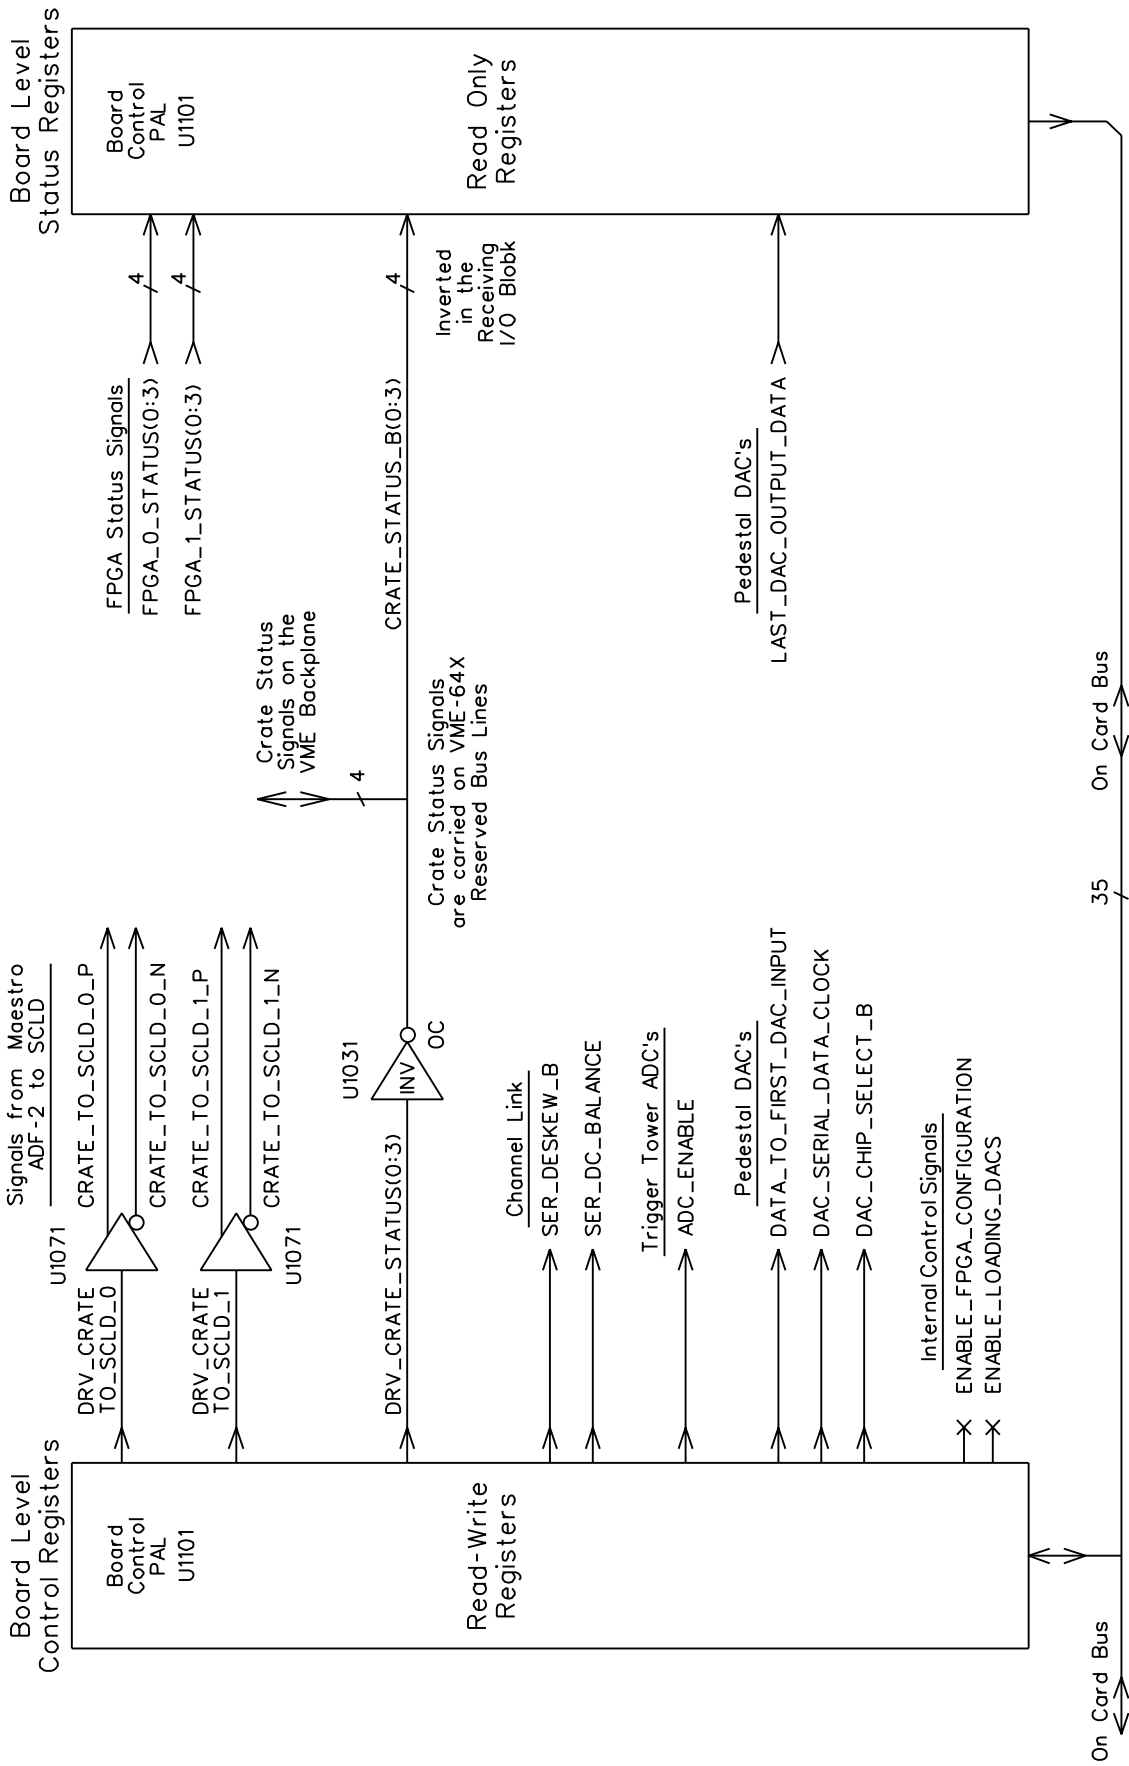 Board Level
Control Registers
Board
Control
PAL
U1101
Read-Write
Registers
Signals from Maestro
ADF-2 to SCLD
DRV_CRATE
TO_SCLD_0
U1071
CRATE_TO_SCLD_0_P
CRATE_TO_SCLD_0_N
DRV_CRATE
TO_SCLD_1
U1071
CRATE_TO_SCLD_1_P
CRATE_TO_SCLD_1_N
DRV_CRATE_STATUS(0:3)
U1031
INV
OC
Crate Status
Signals on the
VME Backplane
4
Crate Status Signals
are carried on VME-64X
Reserved Bus Lines
CRATE_STATUS_B(0:3)
4
Inverted
in the
Receiving
I/O Blobk
FPGA Status Signals
FPGA_0_STATUS(0:3)
4
FPGA_1_STATUS(0:3)
4
Board Level
Status Registers
Board
Control
PAL
U1101
Read Only
Registers
Channel Link
SER_DESKEW_B
SER_DC_BALANCE
Trigger Tower ADC's
ADC_ENABLE
Pedestal DAC's
DATA_TO_FIRST_DAC_INPUT
DAC_SERIAL_DATA_CLOCK
DAC_CHIP_SELECT_B
Pedestal DAC's
LAST_DAC_OUTPUT_DATA
Internal Control Signals
ENABLE_FPGA_CONFIGURATION
ENABLE_LOADING_DACS
On Card Bus
35
On Card Bus